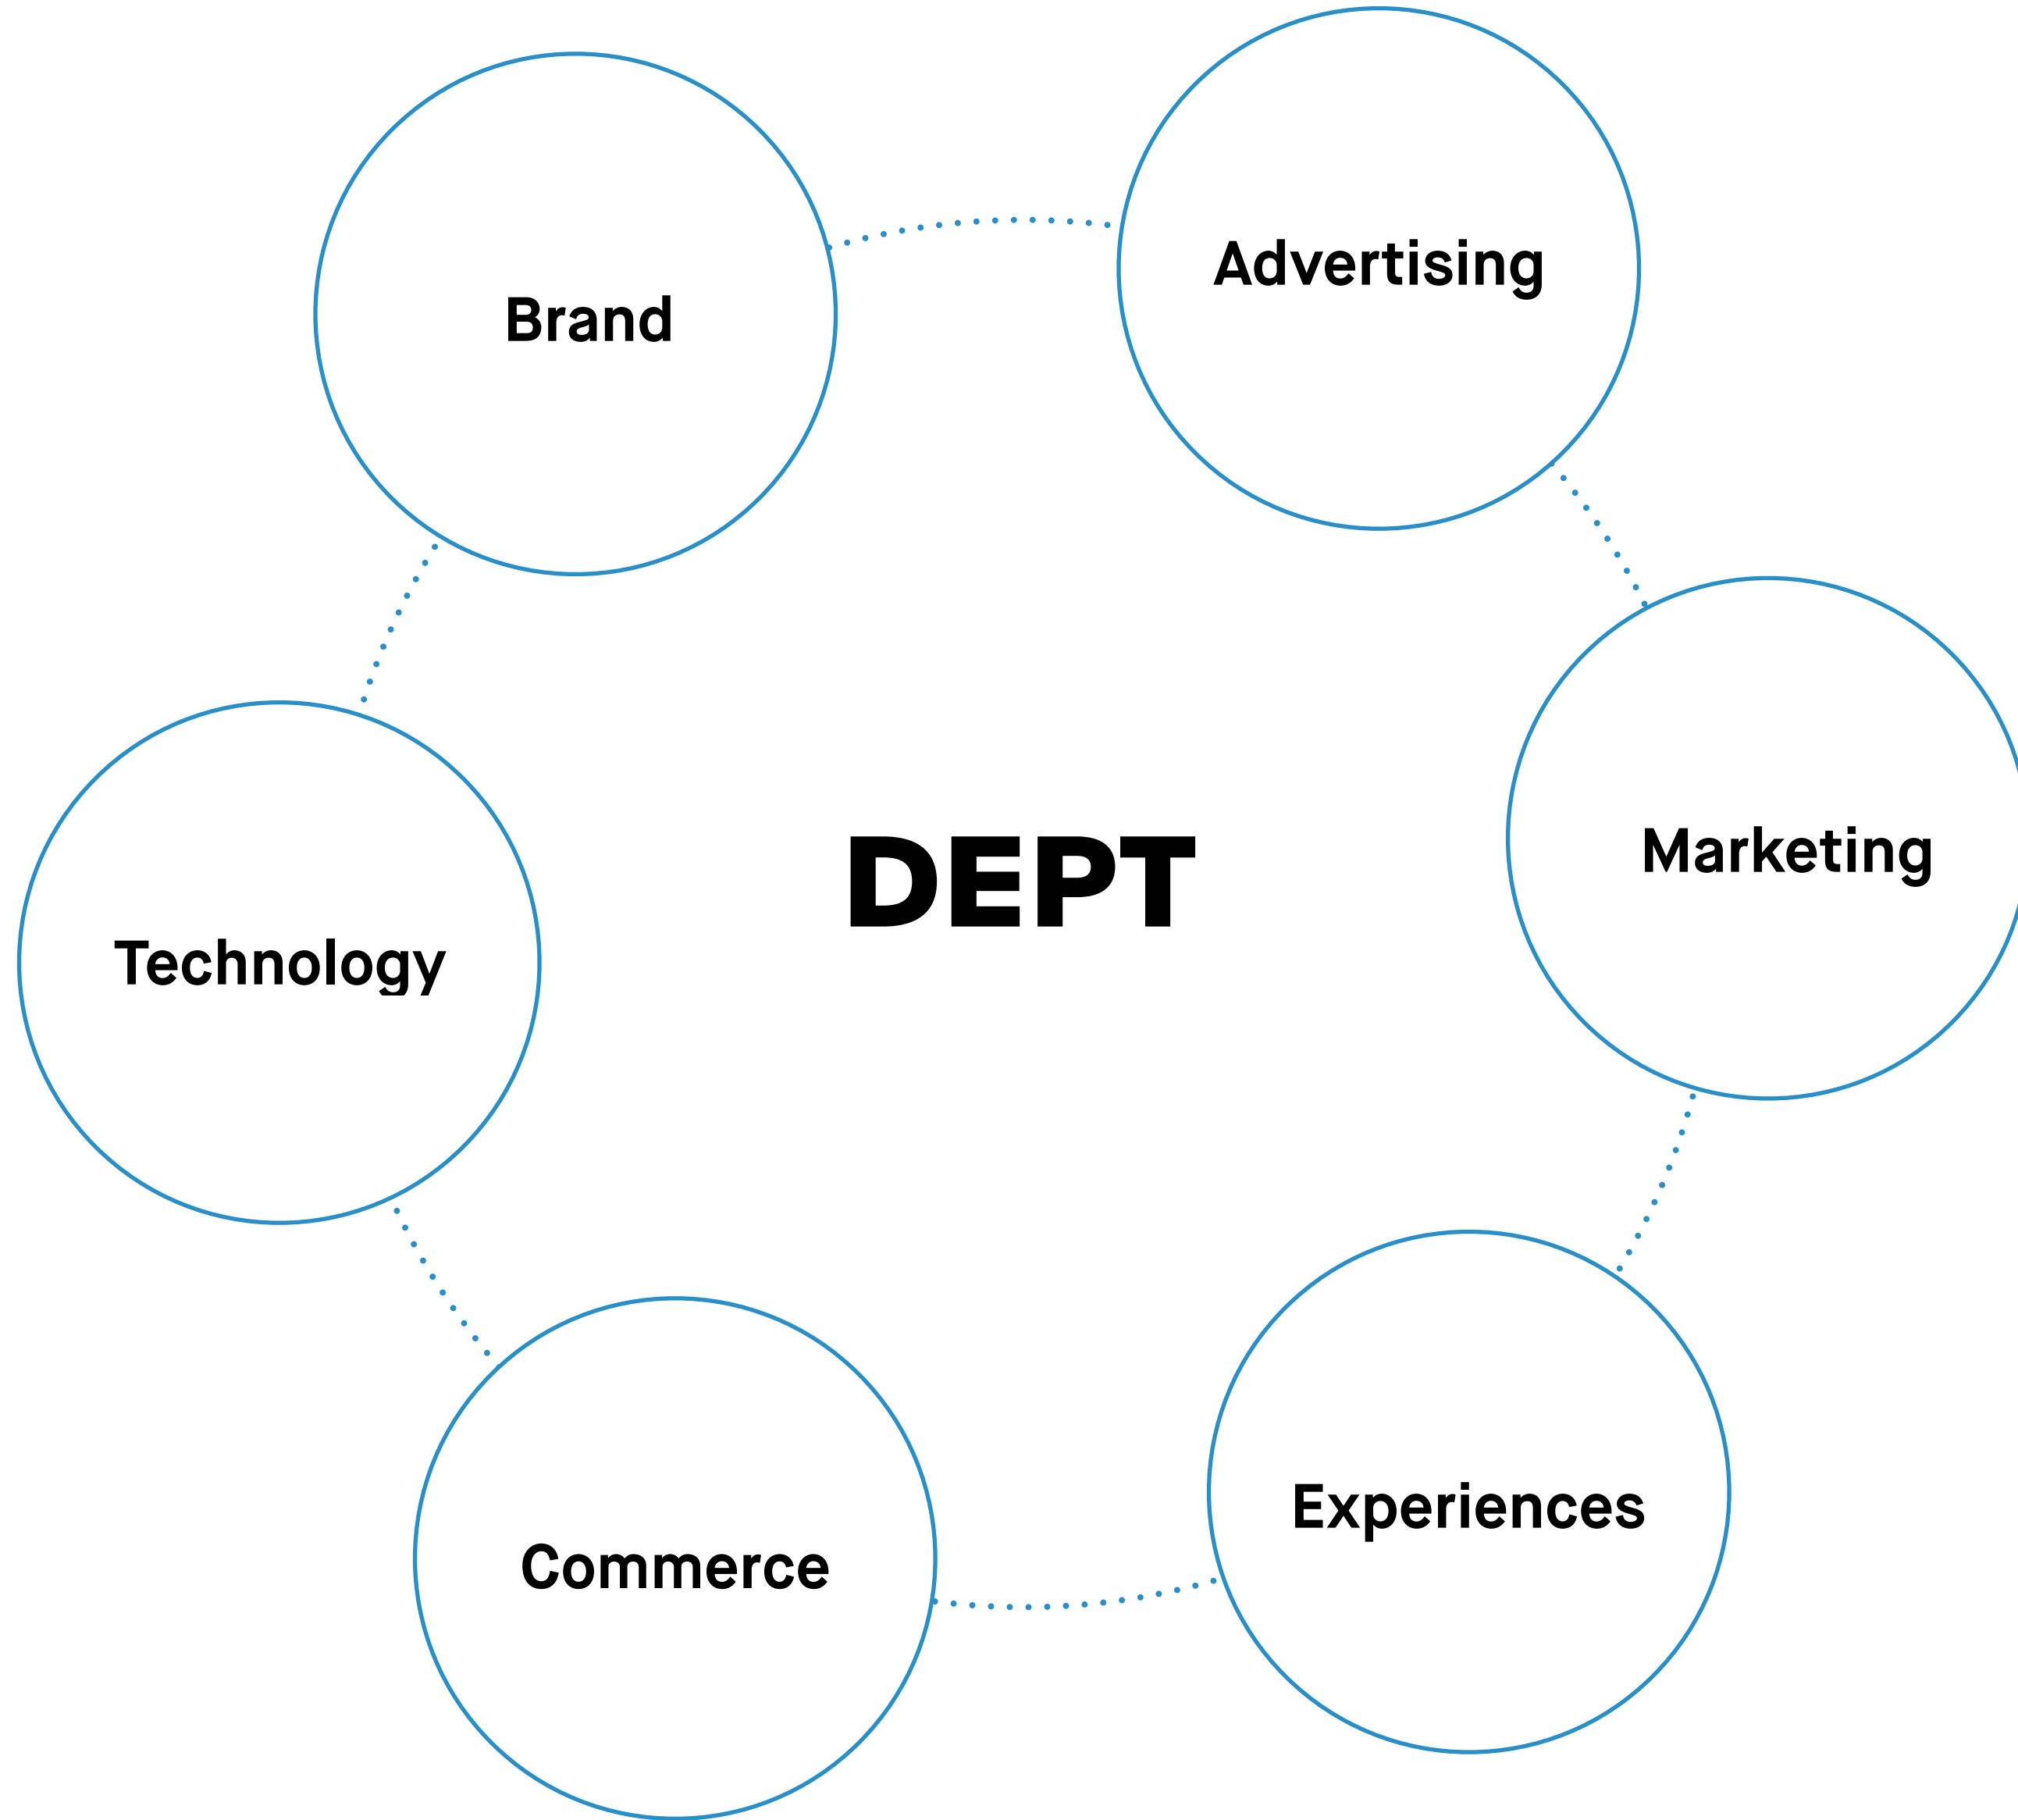 Brand
Advertising
Marketing
DEPT
Technology
Experiences
Commerce